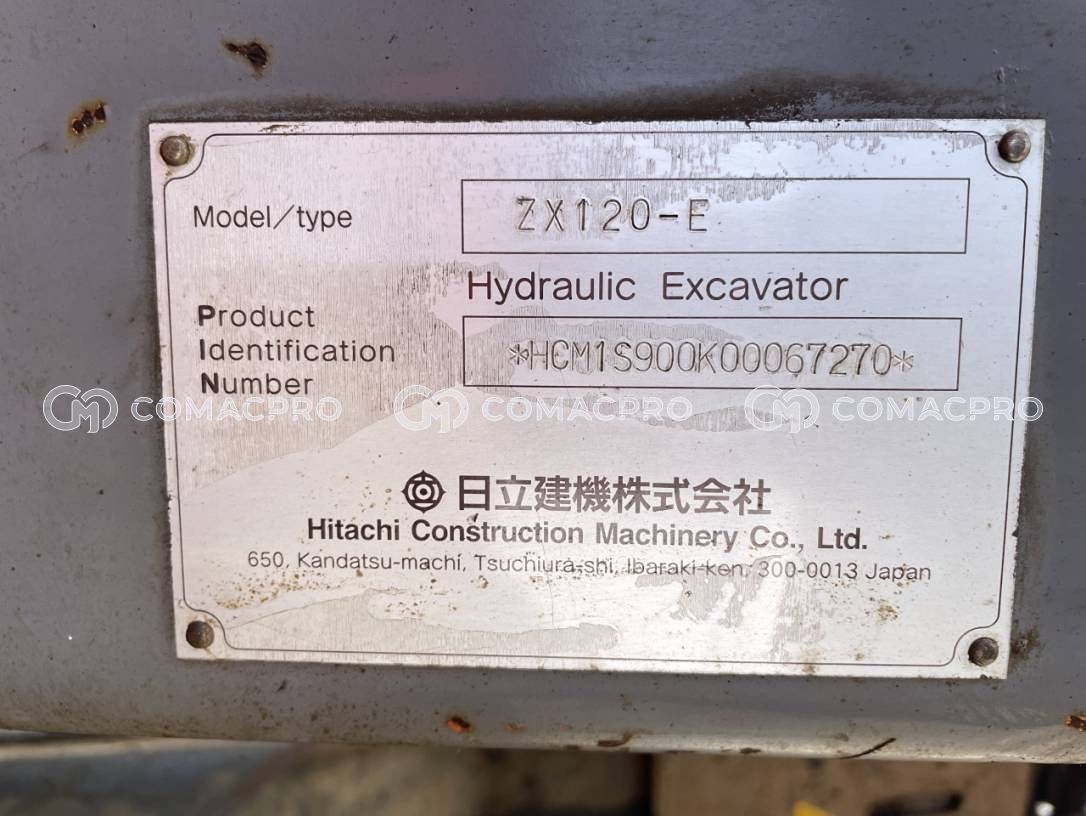 Model/type
ZX120-E
Hydraulic Excavator
Product
Identification
Number
*HCM1S900K00067270*
COMACPRO COMACPRO COMACPRO
日立建機株式会社
Hitachi Construction Machinery Co., Ltd.
650, Kandatsu-machi, Tsuchiura-shi, Ibaraki-ken, 300-0013 Japan